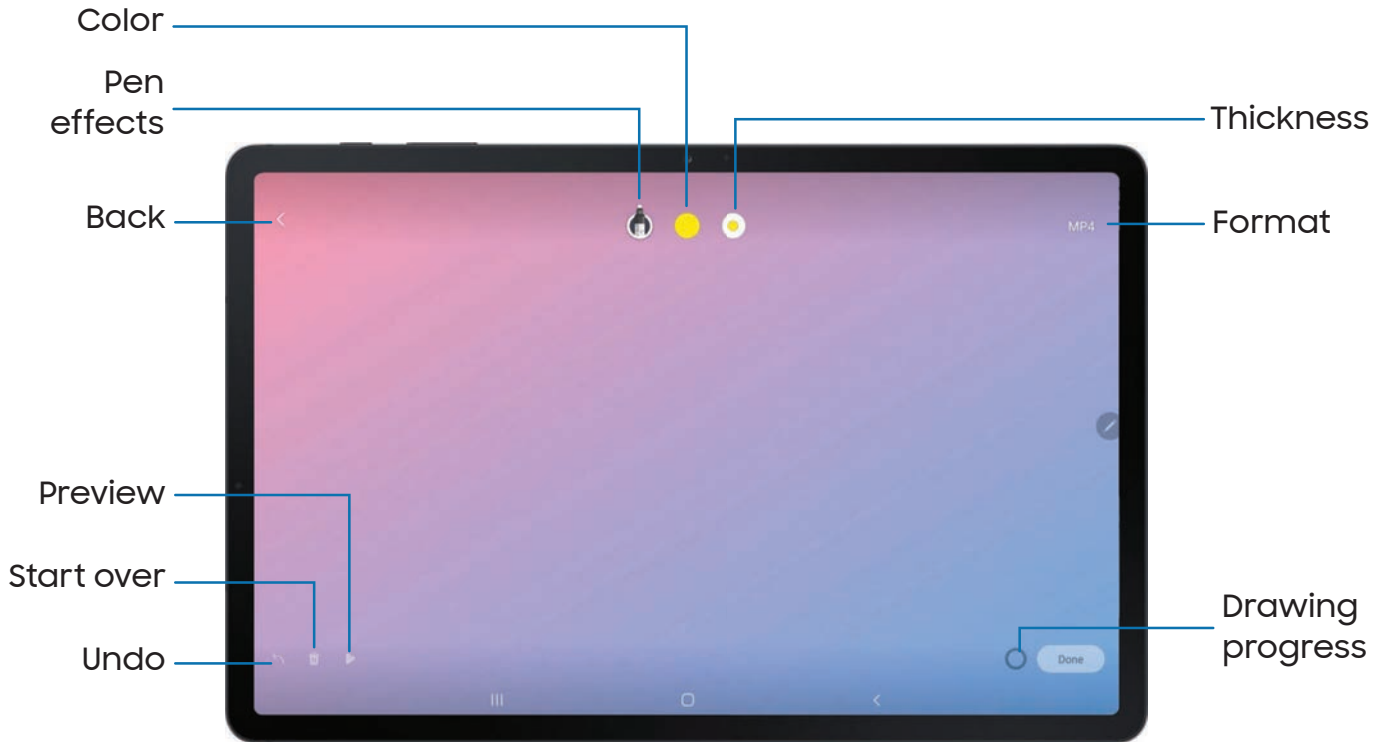 Color
Pen
effects
Thickness
Back
Format
MP4
Preview
Start over
Drawing
progress
Undo
Done